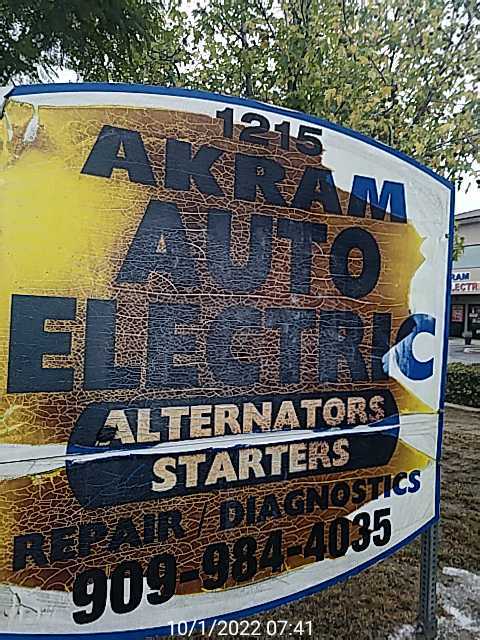 1215
AKRAM
AUTO
ELECTRIC
ALTERNATORS
STARTERS
REPAIR / DIAGNOSTICS
909-984-4035
10/1/2022 07:41